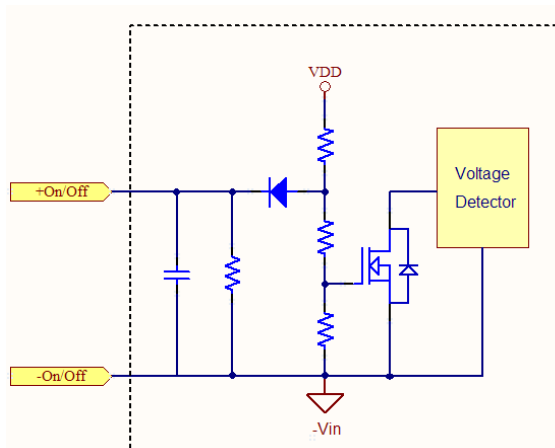 VDD
+On/Off
Voltage
Detector
-On/Off
-Vin